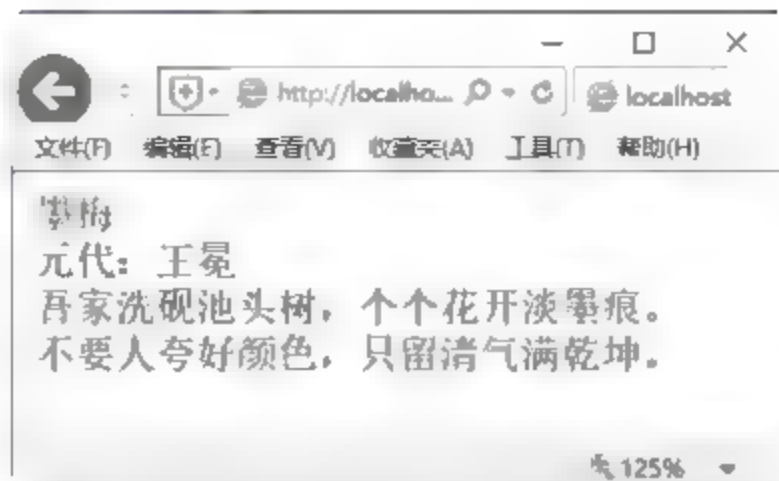 http://localho...
localhost
文件(F) 编辑(E) 查看(V) 收藏夹(A) 工具(T) 帮助(H)
墨梅
元代：王冕
吾家洗砚池头树，个个花开淡墨痕。
不要人夸好颜色，只留清气满乾坤。
125%